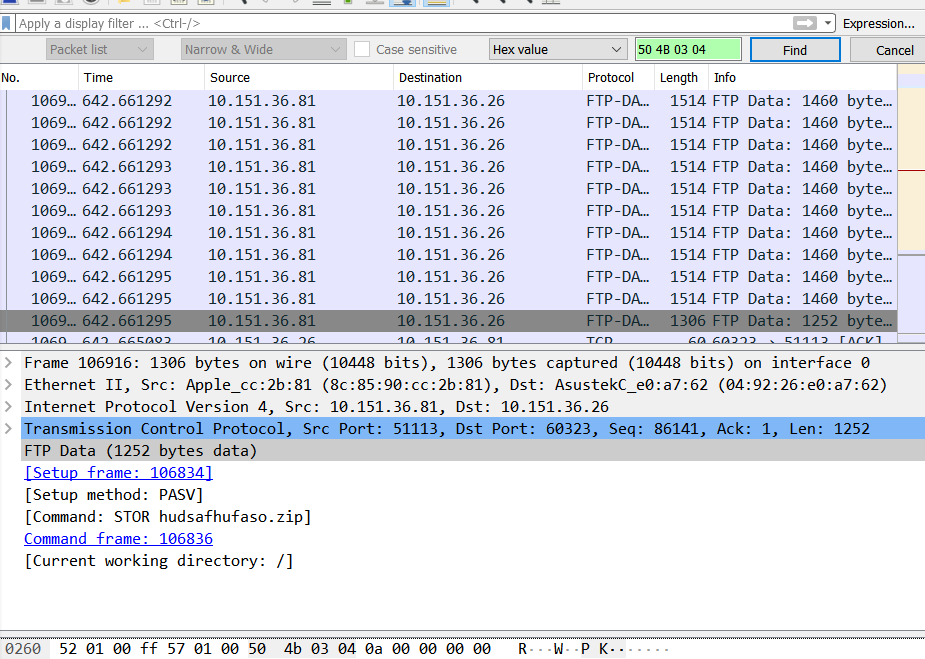 Apply a display filter ... <Ctrl-/>
Expression...
Packet list
Narrow & Wide
Case sensitive
Hex value
50 4B 03 04
Find
Cancel
No. Time Source Destination Protocol Length Info
1069… 642.661292 10.151.36.81 10.151.36.26 FTP-DA… 1514 FTP Data: 1460 byte…
1069… 642.661292 10.151.36.81 10.151.36.26 FTP-DA… 1514 FTP Data: 1460 byte…
1069… 642.661292 10.151.36.81 10.151.36.26 FTP-DA… 1514 FTP Data: 1460 byte…
1069… 642.661293 10.151.36.81 10.151.36.26 FTP-DA… 1514 FTP Data: 1460 byte…
1069… 642.661293 10.151.36.81 10.151.36.26 FTP-DA… 1514 FTP Data: 1460 byte…
1069… 642.661293 10.151.36.81 10.151.36.26 FTP-DA… 1514 FTP Data: 1460 byte…
1069… 642.661294 10.151.36.81 10.151.36.26 FTP-DA… 1514 FTP Data: 1460 byte…
1069… 642.661294 10.151.36.81 10.151.36.26 FTP-DA… 1514 FTP Data: 1460 byte…
1069… 642.661295 10.151.36.81 10.151.36.26 FTP-DA… 1514 FTP Data: 1460 byte…
1069… 642.661295 10.151.36.81 10.151.36.26 FTP-DA… 1514 FTP Data: 1460 byte…
1069… 642.661295 10.151.36.81 10.151.36.26 FTP-DA… 1306 FTP Data: 1252 byte…
1069… 642.665083 10.151.36.26 10.151.36.81 TCP 60 60323 → 51113 [ACK]
Frame 106916: 1306 bytes on wire (10448 bits), 1306 bytes captured (10448 bits) on interface 0
Ethernet II, Src: Apple_cc:2b:81 (8c:85:90:cc:2b:81), Dst: AsustekC_e0:a7:62 (04:92:26:e0:a7:62)
Internet Protocol Version 4, Src: 10.151.36.81, Dst: 10.151.36.26
Transmission Control Protocol, Src Port: 51113, Dst Port: 60323, Seq: 86141, Ack: 1, Len: 1252
FTP Data (1252 bytes data)
[Setup frame: 106834]
[Setup method: PASV]
[Command: STOR hudsafhufaso.zip]
Command frame: 106836
[Current working directory: /]
0260 52 01 00 ff 57 01 00 50 4b 03 04 0a 00 00 00 00 R···W··P K·······